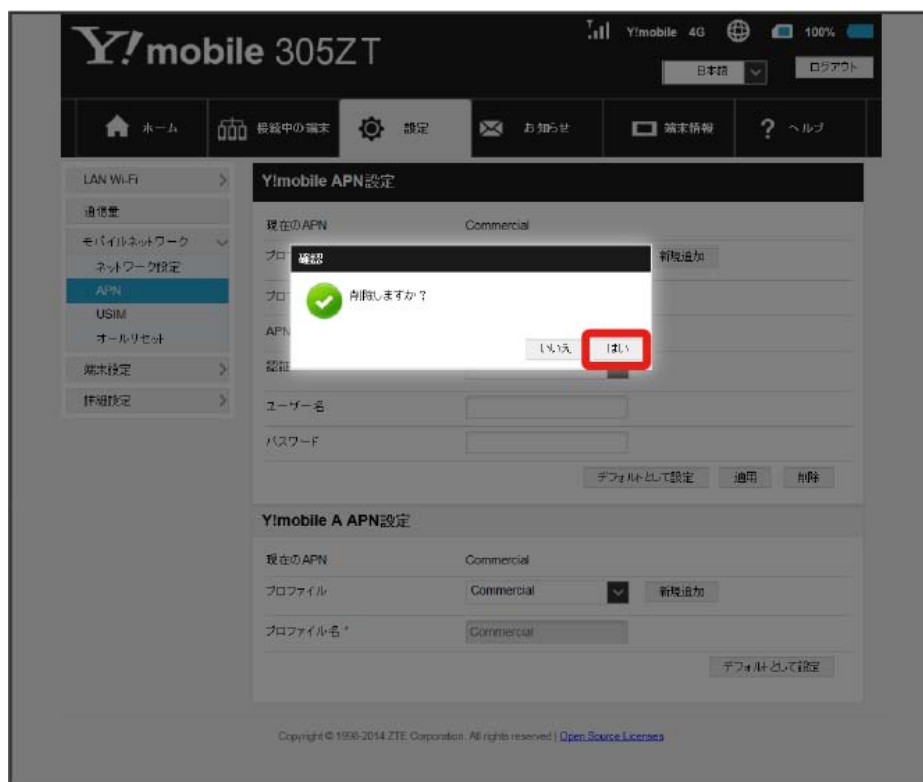 Y!mobile 305ZT
Y!mobile 4G 100%
日本語 ログアウト
ホーム 接続中の端末 設定 お知らせ 端末情報 ? ヘルプ
LAN Wi-Fi
通信量
モバイルネットワーク
ネットワーク設定
APN
USIM
オールリセット
端末設定
詳細設定
Y!mobile APN設定
現在のAPN Commercial
プロ 新規追加
確認
削除しますか?
いいえ はい
プロ
APN
認証
ユーザー名
パスワード
デフォルトとして設定 適用 削除
Y!mobile A APN設定
現在のAPN Commercial
プロファイル Commercial 新規追加
プロファイル名 * Commercial
デフォルトとして設定
Copyright © 1998-2014 ZTE Corporation. All rights reserved | Open Source Licenses